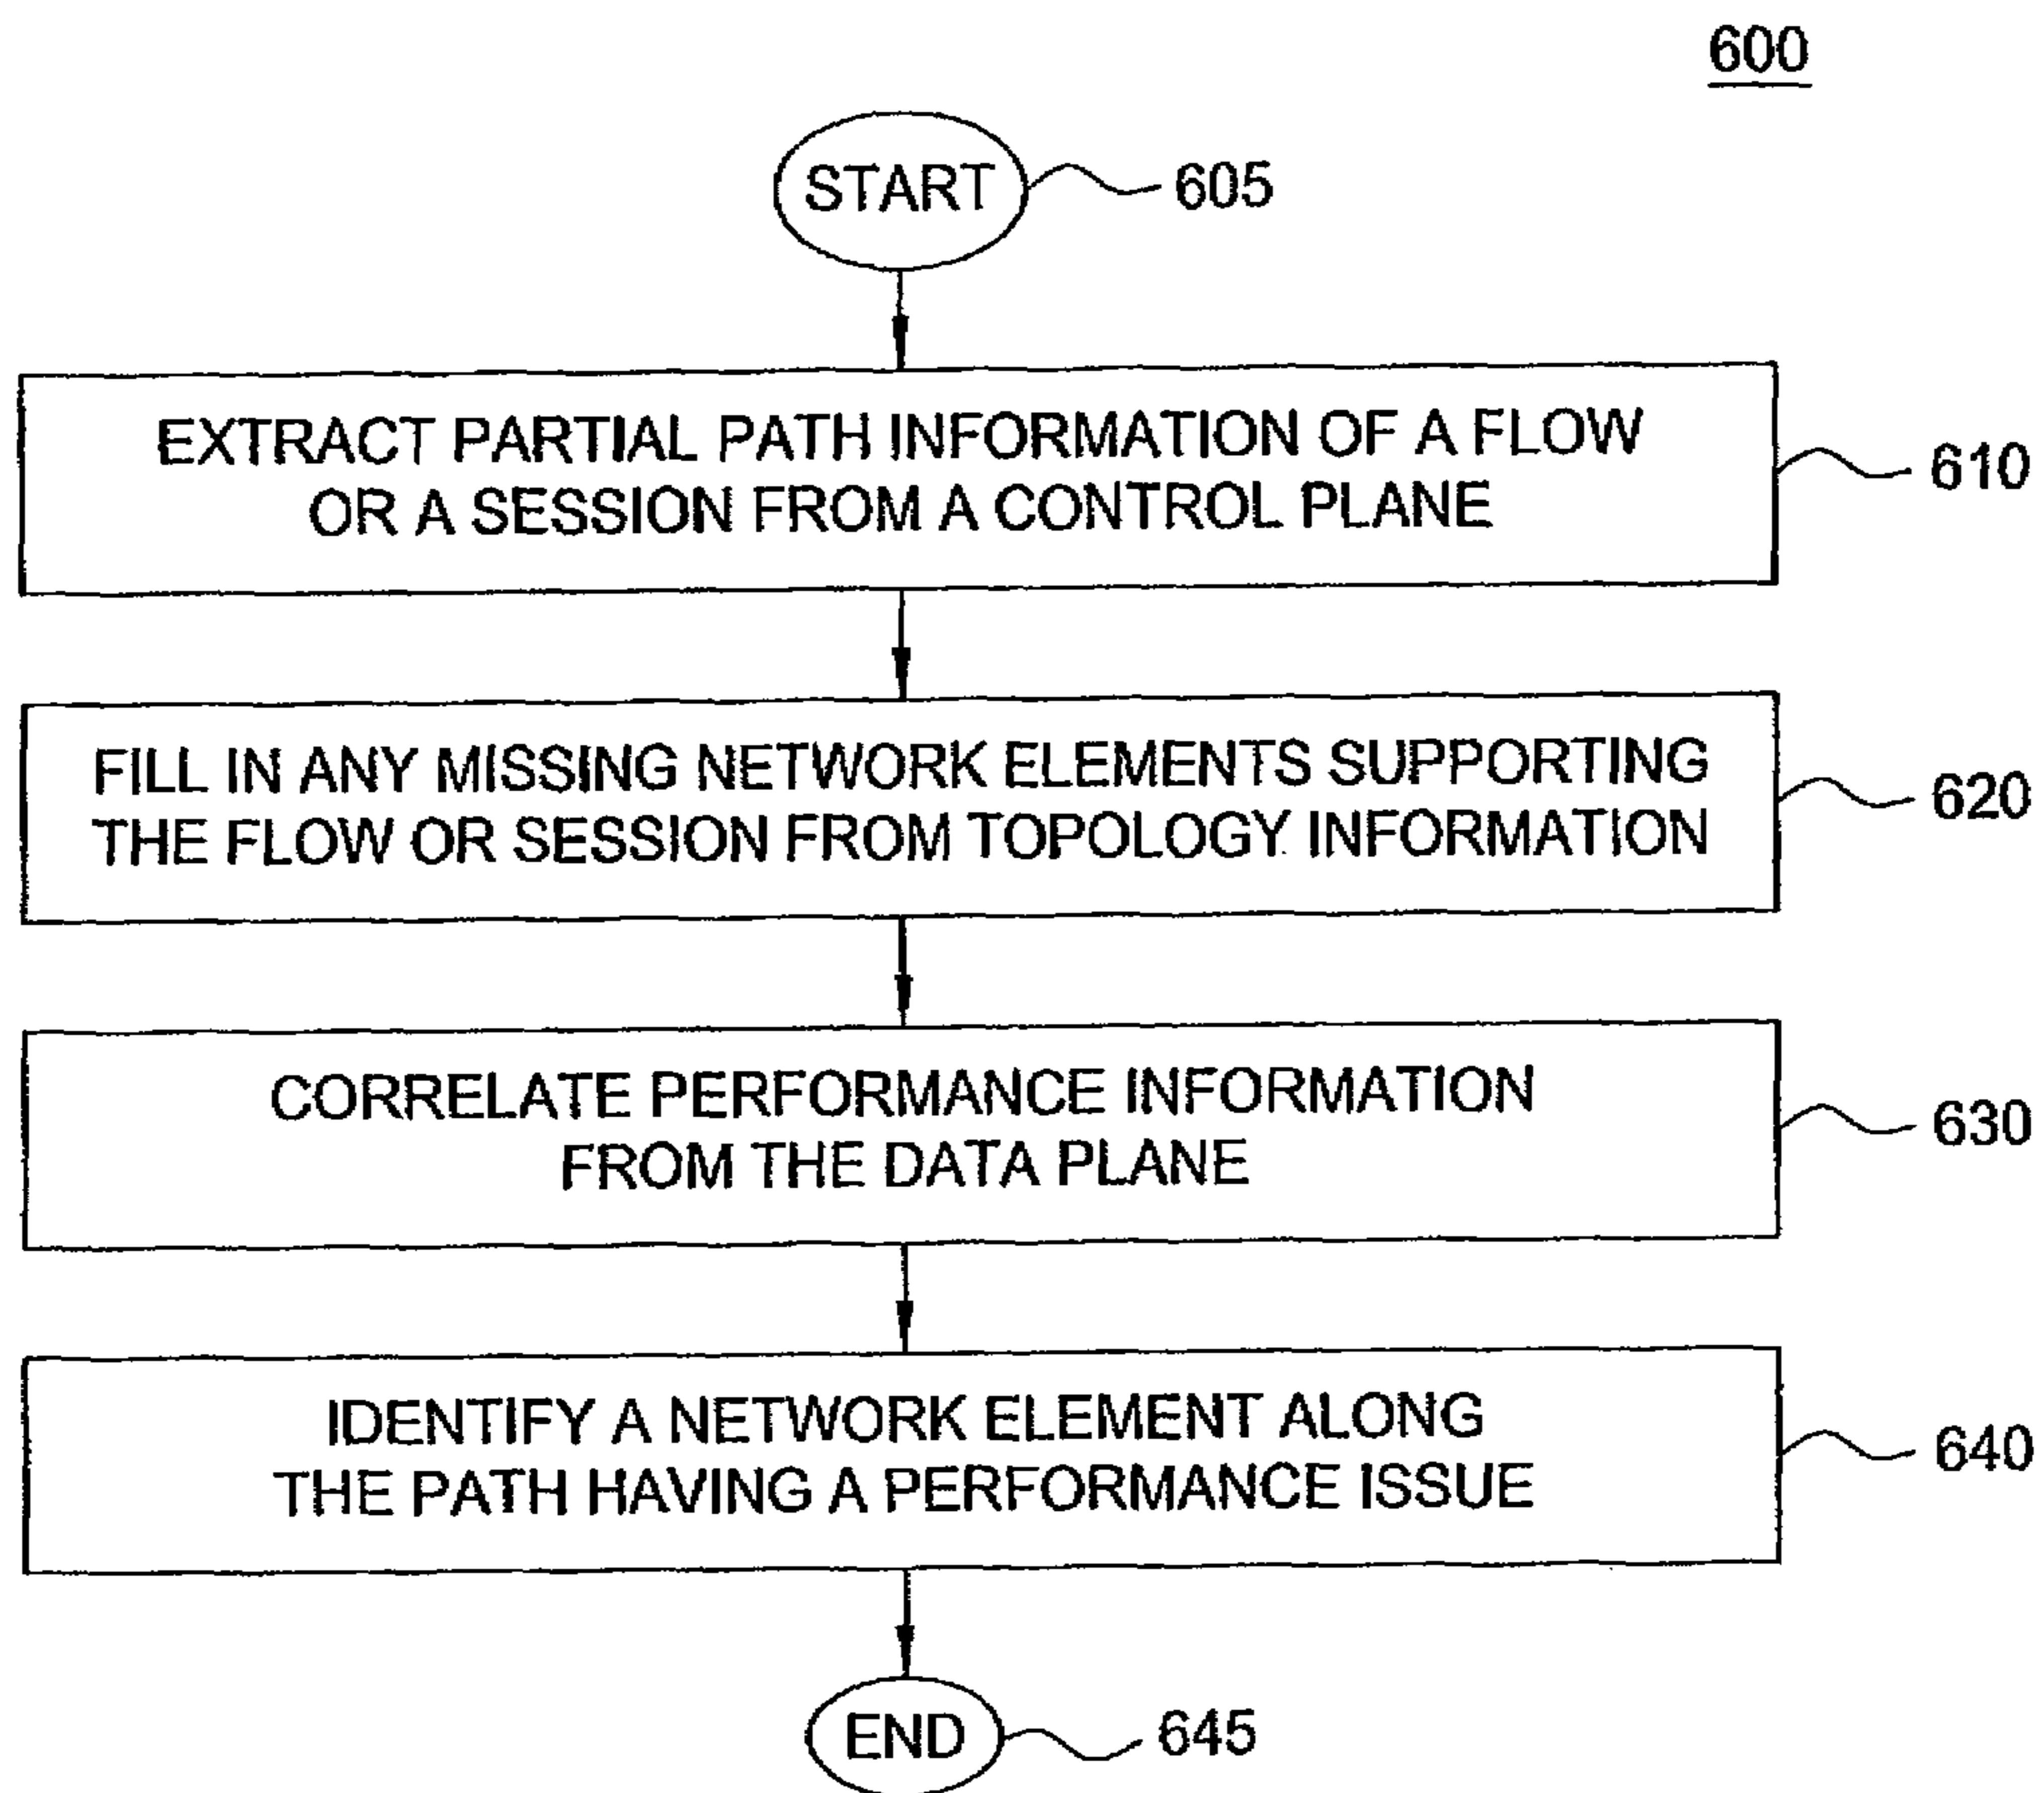 600
START
605
EXTRACT PARTIAL PATH INFORMATION OF A FLOW
OR A SESSION FROM A CONTROL PLANE
610
FILL IN ANY MISSING NETWORK ELEMENTS SUPPORTING
THE FLOW OR SESSION FROM TOPOLOGY INFORMATION
620
CORRELATE PERFORMANCE INFORMATION
FROM THE DATA PLANE
630
IDENTIFY A NETWORK ELEMENT ALONG
THE PATH HAVING A PERFORMANCE ISSUE
640
END
645